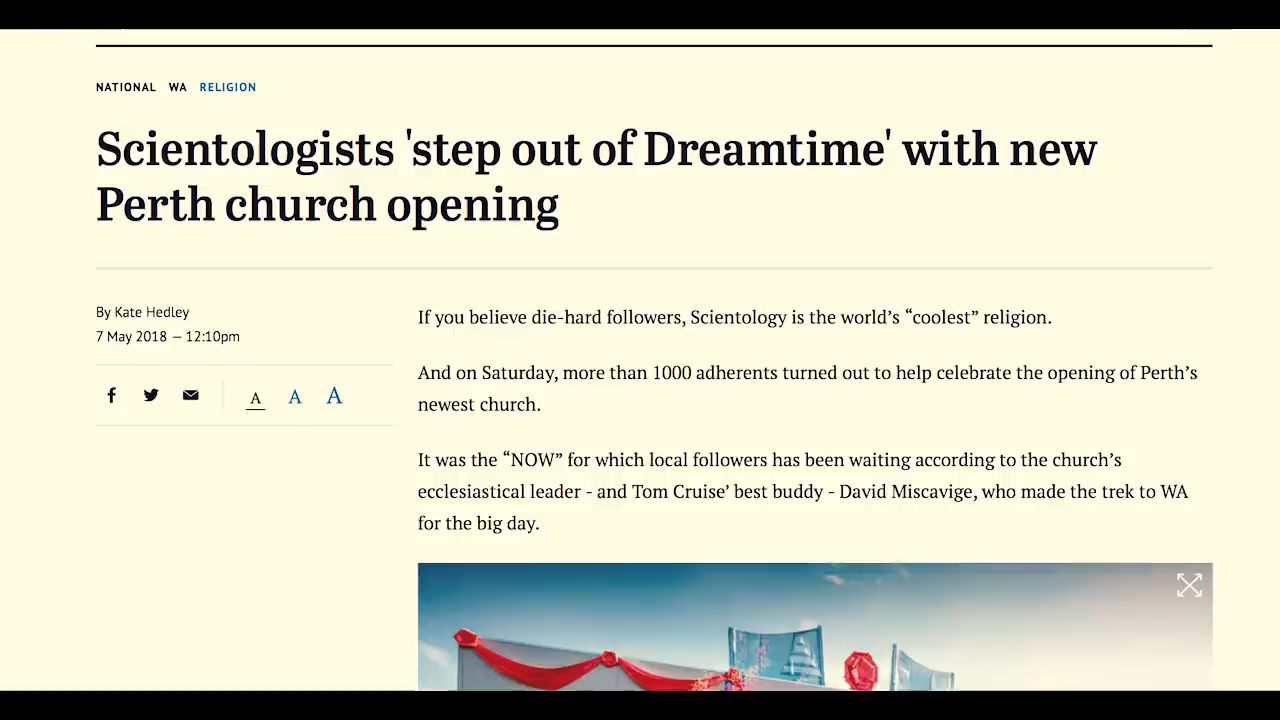 NATIONAL WA RELIGION
Scientologists 'step out of Dreamtime' with new
Perth church opening
By Kate Hedley
7 May 2018 — 12:10pm
A A A
If you believe die-hard followers, Scientology is the world's “coolest” religion.
And on Saturday, more than 1000 adherents turned out to help celebrate the opening of Perth's
newest church.
It was the “NOW” for which local followers has been waiting according to the church's
ecclesiastical leader - and Tom Cruise' best buddy - David Miscavige, who made the trek to WA
for the big day.